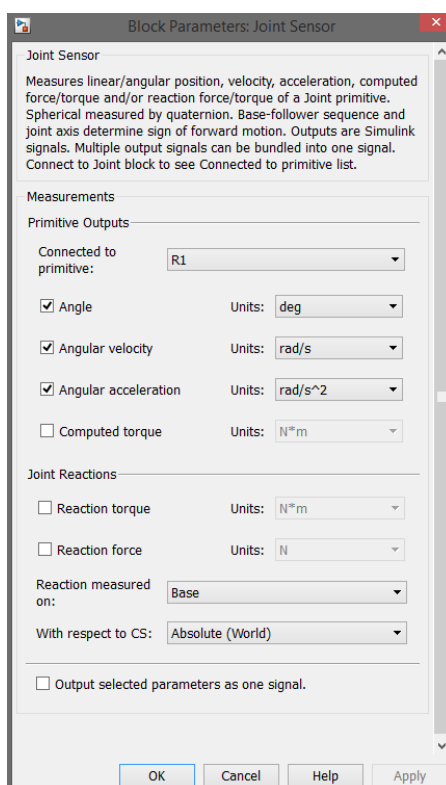 Block Parameters: Joint Sensor
Joint Sensor
Measures linear/angular position, velocity, acceleration, computed
force/torque and/or reaction force/torque of a Joint primitive.
Spherical measured by quaternion. Base-follower sequence and
joint axis determine sign of forward motion. Outputs are Simulink
signals. Multiple output signals can be bundled into one signal.
Connect to Joint block to see Connected to primitive list.
Measurements
Primitive Outputs
Connected to
primitive:
R1
Angle Units: deg
Angular velocity Units: rad/s
Angular acceleration Units: rad/s^2
Computed torque Units: N*m
Joint Reactions
Reaction torque Units: N*m
Reaction force Units: N
Reaction measured
on:
Base
With respect to CS: Absolute (World)
Output selected parameters as one signal.
OK Cancel Help Apply